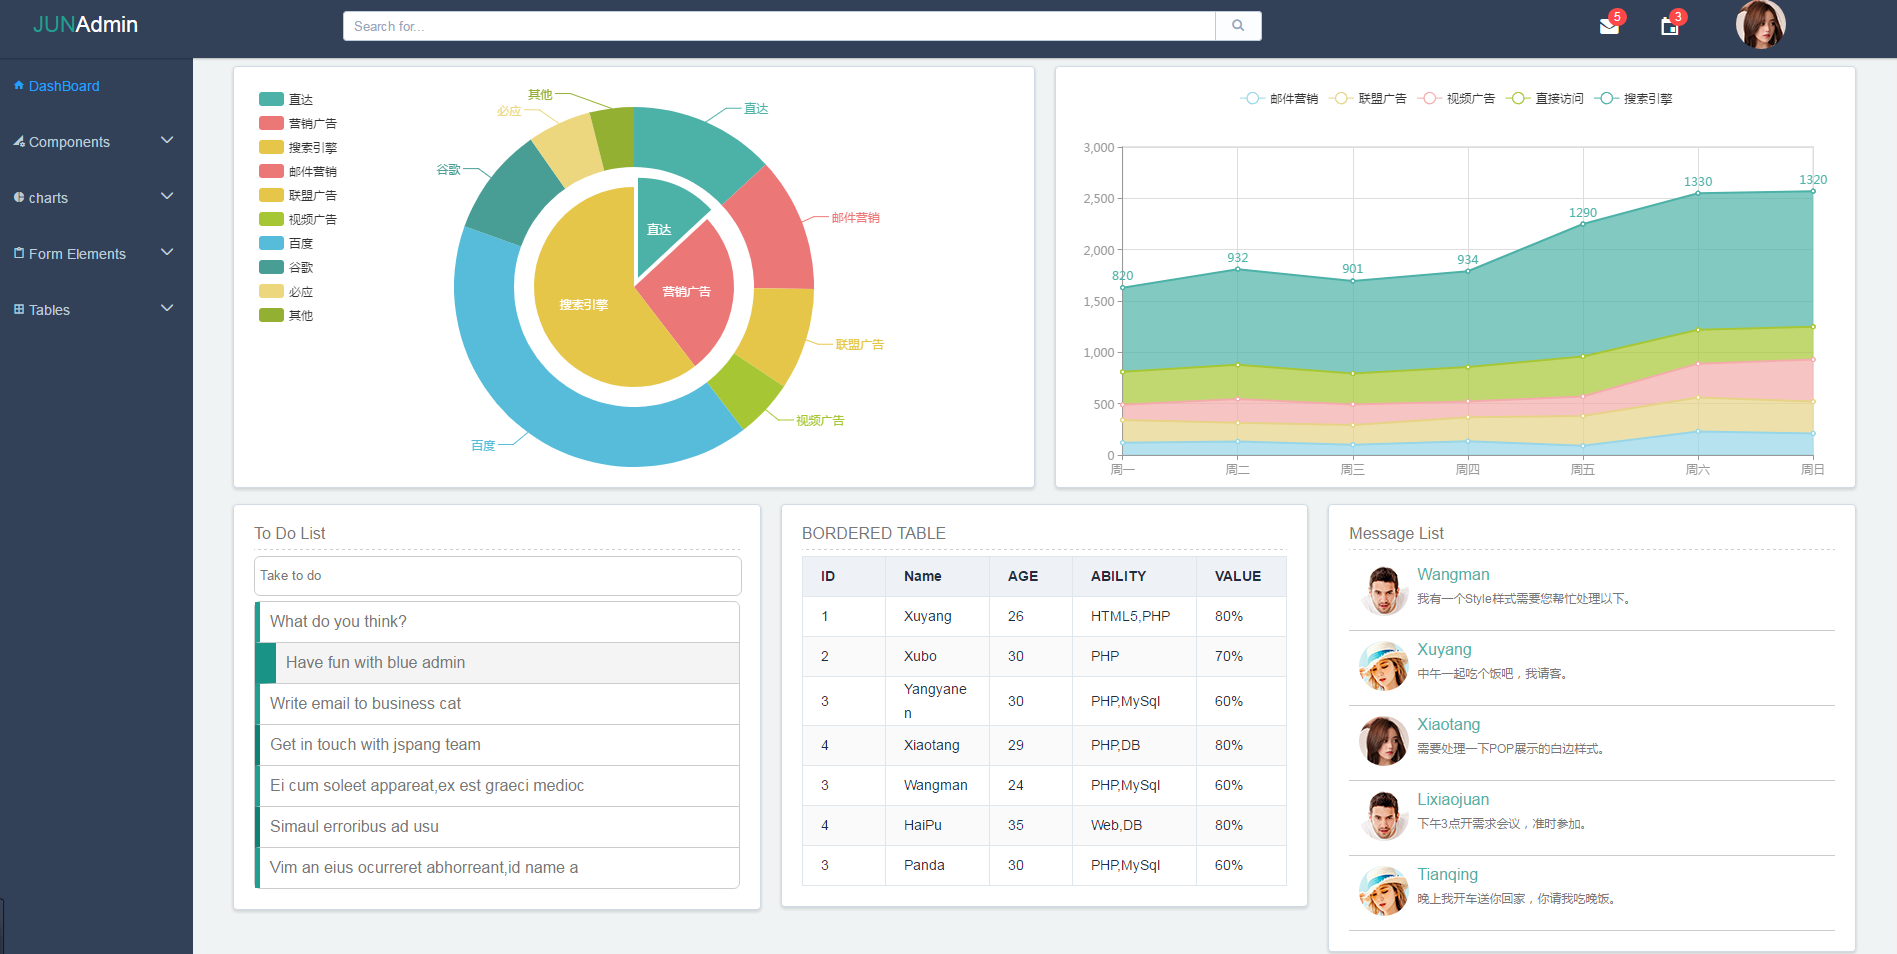 JUNAdmin
Search for...
5
3
DashBoard
Components
charts
Form Elements
Tables
直达
营销广告
搜索引擎
邮件营销
联盟广告
视频广告
百度
谷歌
必应
其他
其他
必应
直达
谷歌
邮件营销
直达
营销广告
搜索引擎
联盟广告
视频广告
百度
邮件营销 联盟广告 视频广告 直接访问 搜索引擎
3,000
2,500
2,000
1,500
1,000
500
0
820
932
901
934
1290
1330
1320
周一 周二 周三 周四 周五 周六 周日
To Do List
Take to do
What do you think?
Have fun with blue admin
Write email to business cat
Get in touch with jspang team
Ei cum soleet appareat,ex est graeci medioc
Simaul erroribus ad usu
Vim an eius ocurreret abhorreant,id name a
BORDERED TABLE
ID Name AGE ABILITY VALUE
1 Xuyang 26 HTML5,PHP 80%
2 Xubo 30 PHP 70%
3 Yangyane 30 PHP,MySql 60%
n
4 Xiaotang 29 PHP,DB 80%
3 Wangman 24 PHP,MySql 60%
4 HaiPu 35 Web,DB 80%
3 Panda 30 PHP,MySql 60%
Message List
Wangman
我有一个Style样式需要您帮忙处理以下。
Xuyang
中午一起吃个饭吧，我请客。
Xiaotang
需要处理一下POP展示的白边样式。
Lixiaojuan
下午3点开需求会议，准时参加。
Tianqing
晚上我开车送你回家，你请我吃晚饭。